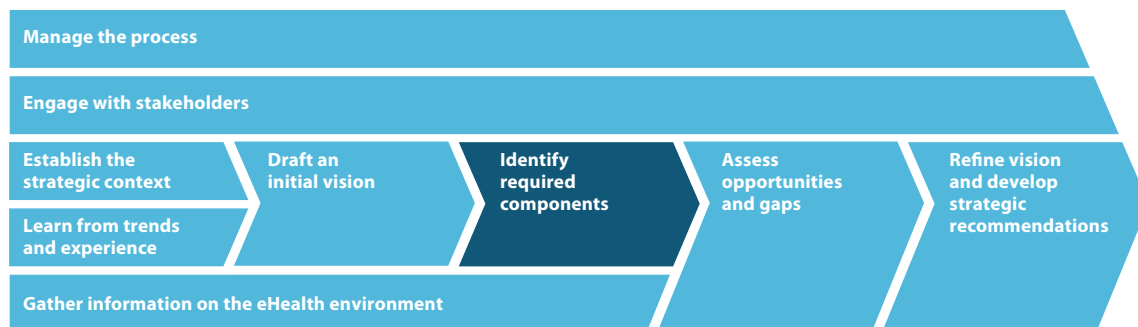 Manage the process
Engage with stakeholders
Establish the
strategic context
Learn from trends
and experience
Draft an
initial vision
Identify
required
components
Assess
opportunities
and gaps
Refine vision
and develop
strategic
recommendations
Gather information on the eHealth environment